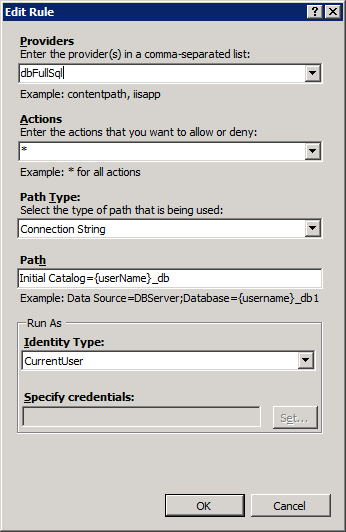 Edit Rule
Providers
Enter the provider(s) in a comma-separated list:
dbFullSql
Example: contentpath, iisapp
Actions
Enter the actions that you want to allow or deny:
*
Example: * for all actions
Path Type:
Select the type of path that is being used:
Connection String
Path
Initial Catalog={userName}_db
Example: Data Source=DBServer;Database={username}_db1
Run As
Identity Type:
CurrentUser
Specify credentials:
Set...
OK Cancel